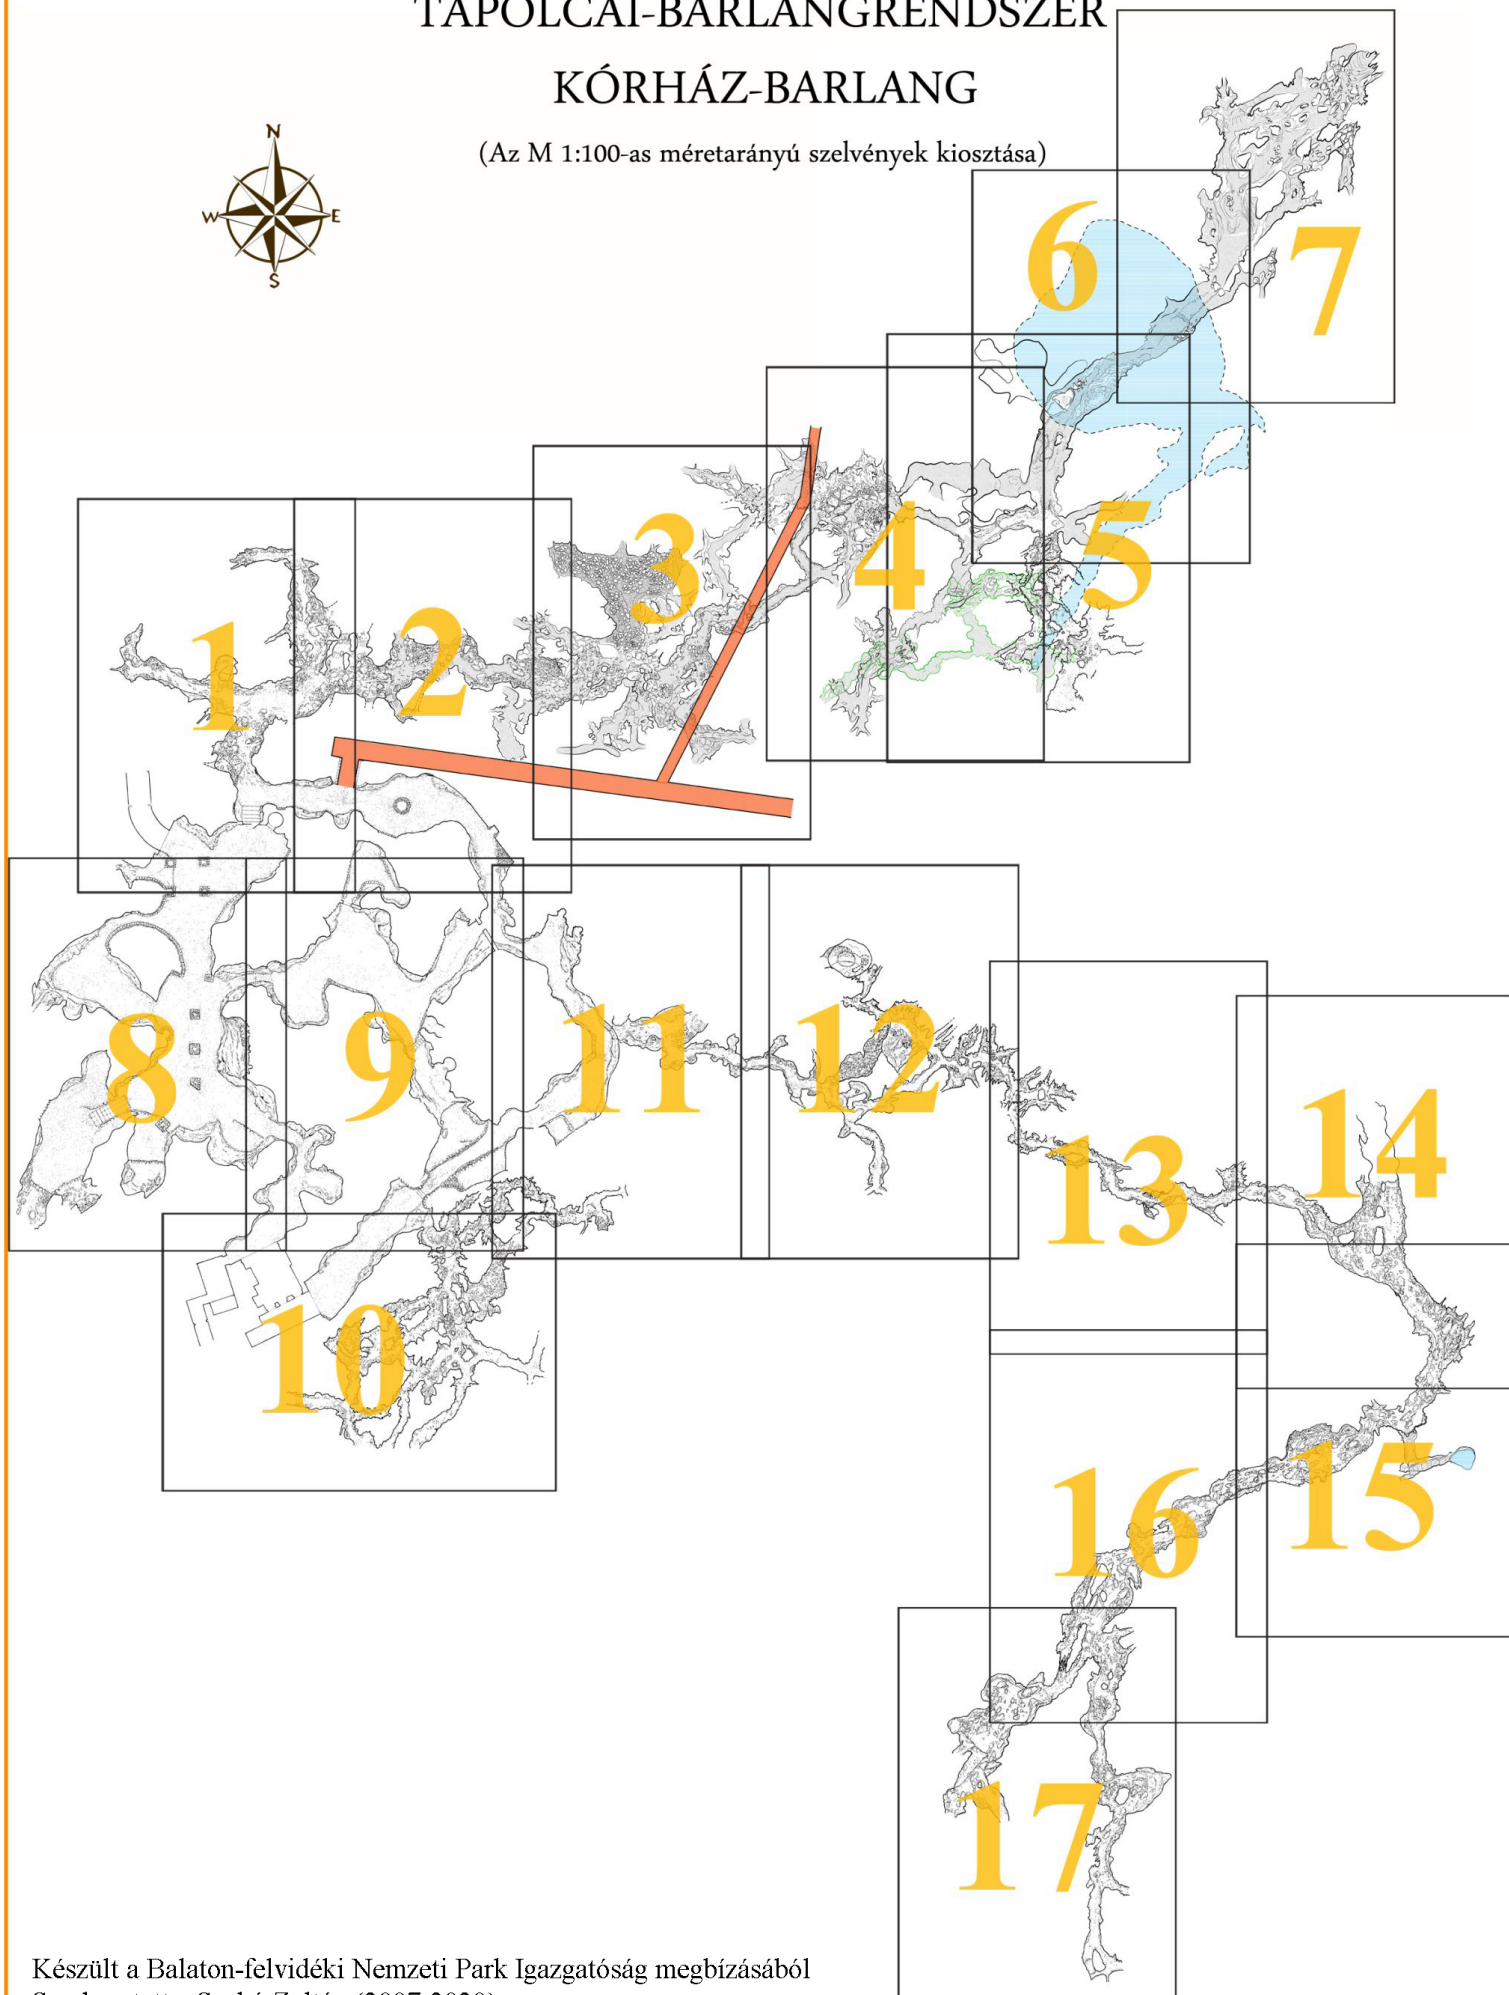 TAPOLCAI-BARLANGRENDSZER
KÓRHÁZ-BARLANG
(Az M 1:100-as méretarányú szelvények kiosztása)
N
W
E
S
6
7
5
4
3
1
2
8
9
11
12
13
14
10
15
16
17
Készült a Balaton-felvidéki Nemzeti Park Igazgatóság megbízásából